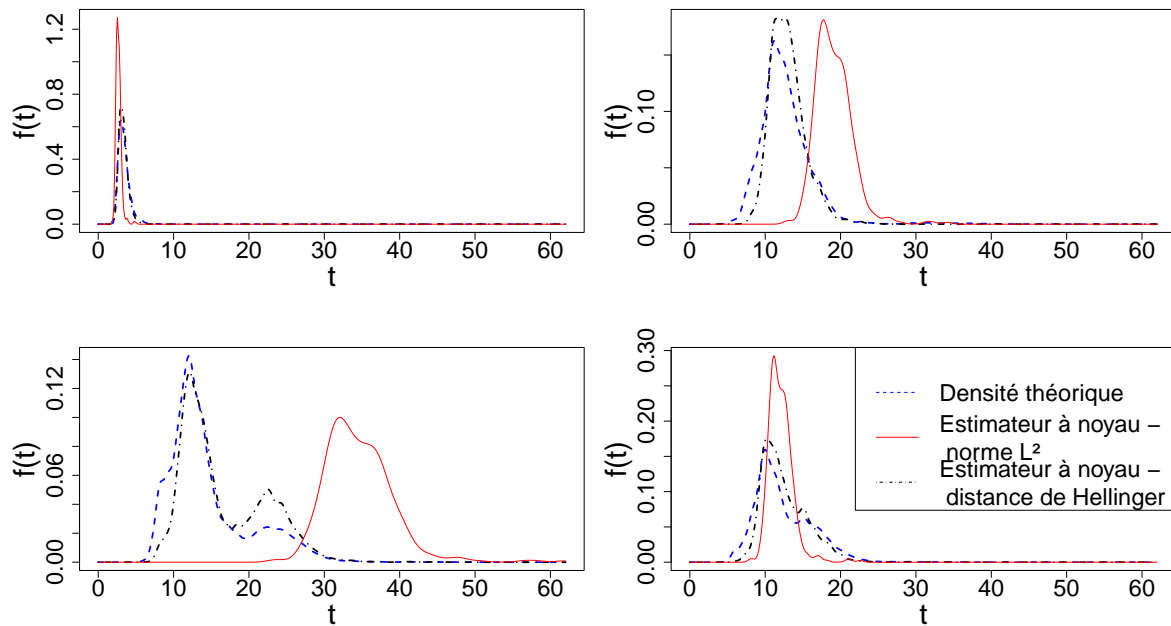 f(t)
0.0 0.4 0.8 1.2
0 10 20 30 40 50 60
t
f(t)
0.00 0.10
0 10 20 30 40 50 60
t
f(t)
0.00 0.06 0.12
0 10 20 30 40 50 60
t
f(t)
0.00 0.10 0.20 0.30
0 10 20 30 40 50 60
t
Densité théorique
Estimateur à noyau −
norme L²
Estimateur à noyau −
distance de Hellinger